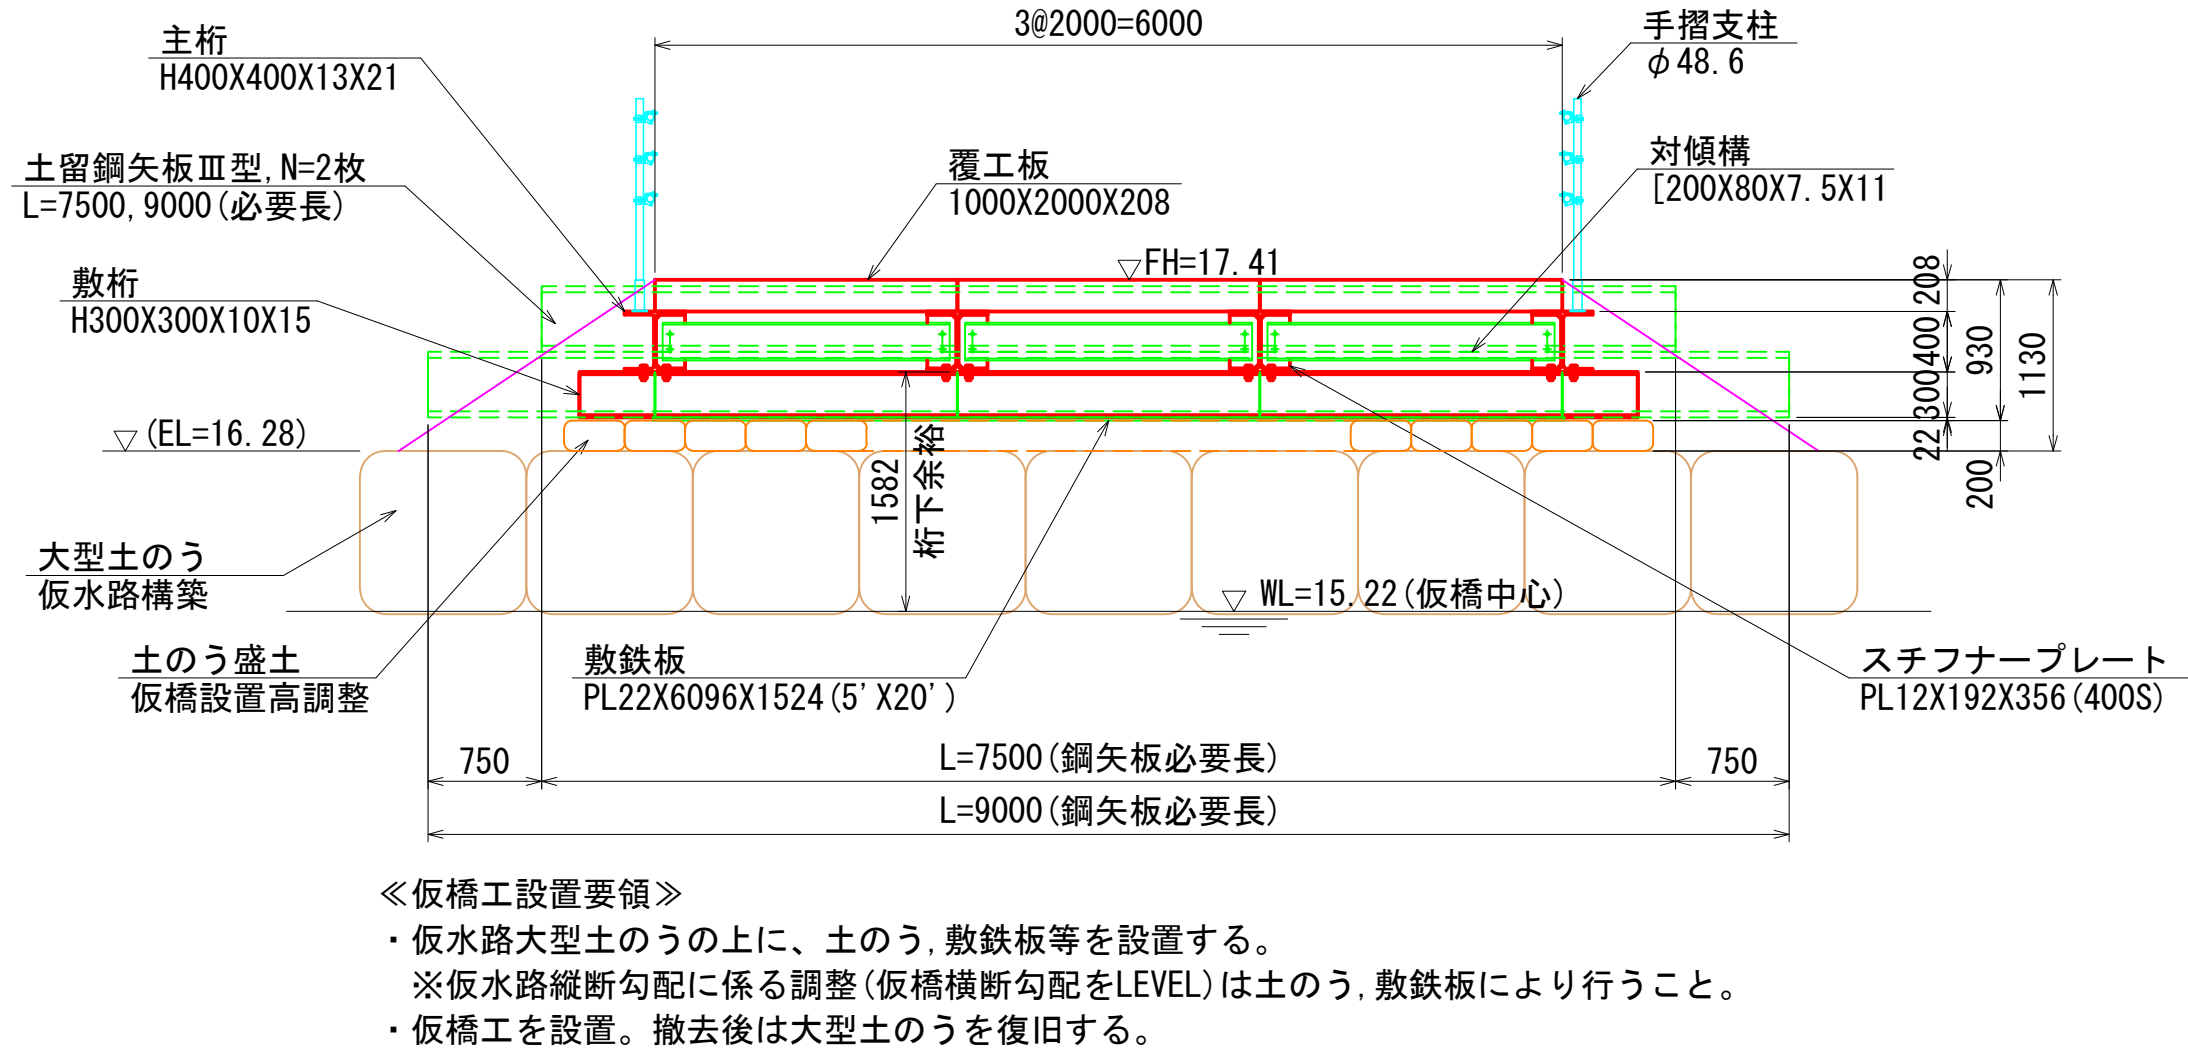 3@2000=6000
主桁
H400X400X13X21
手摺支柱
φ48.6
土留鋼矢板Ⅲ型,N=2枚
L=7500,9000(必要長)
覆工板
1000X2000X208
対傾構
[200X80X7.5X11
▽FH=17.41
敷桁
H300X300X10X15
208
400
300
22
930
200
1130
▽(EL=16.28)
1582
桁下余裕
大型土のう
仮水路構築
▽ WL=15.22(仮橋中心)
土のう盛土
仮橋設置高調整
敷鉄板
PL22X6096X1524(5'X20')
スチフナープレート
PL12X192X356(400S)
750
L=7500(鋼矢板必要長)
750
L=9000(鋼矢板必要長)
≪仮橋工設置要領≫
・仮水路大型土のうの上に、土のう,敷鉄板等を設置する。
※仮水路縦断勾配に係る調整(仮橋横断勾配をLEVEL)は土のう,敷鉄板により行うこと。
・仮橋工を設置。撤去後は大型土のうを復旧する。